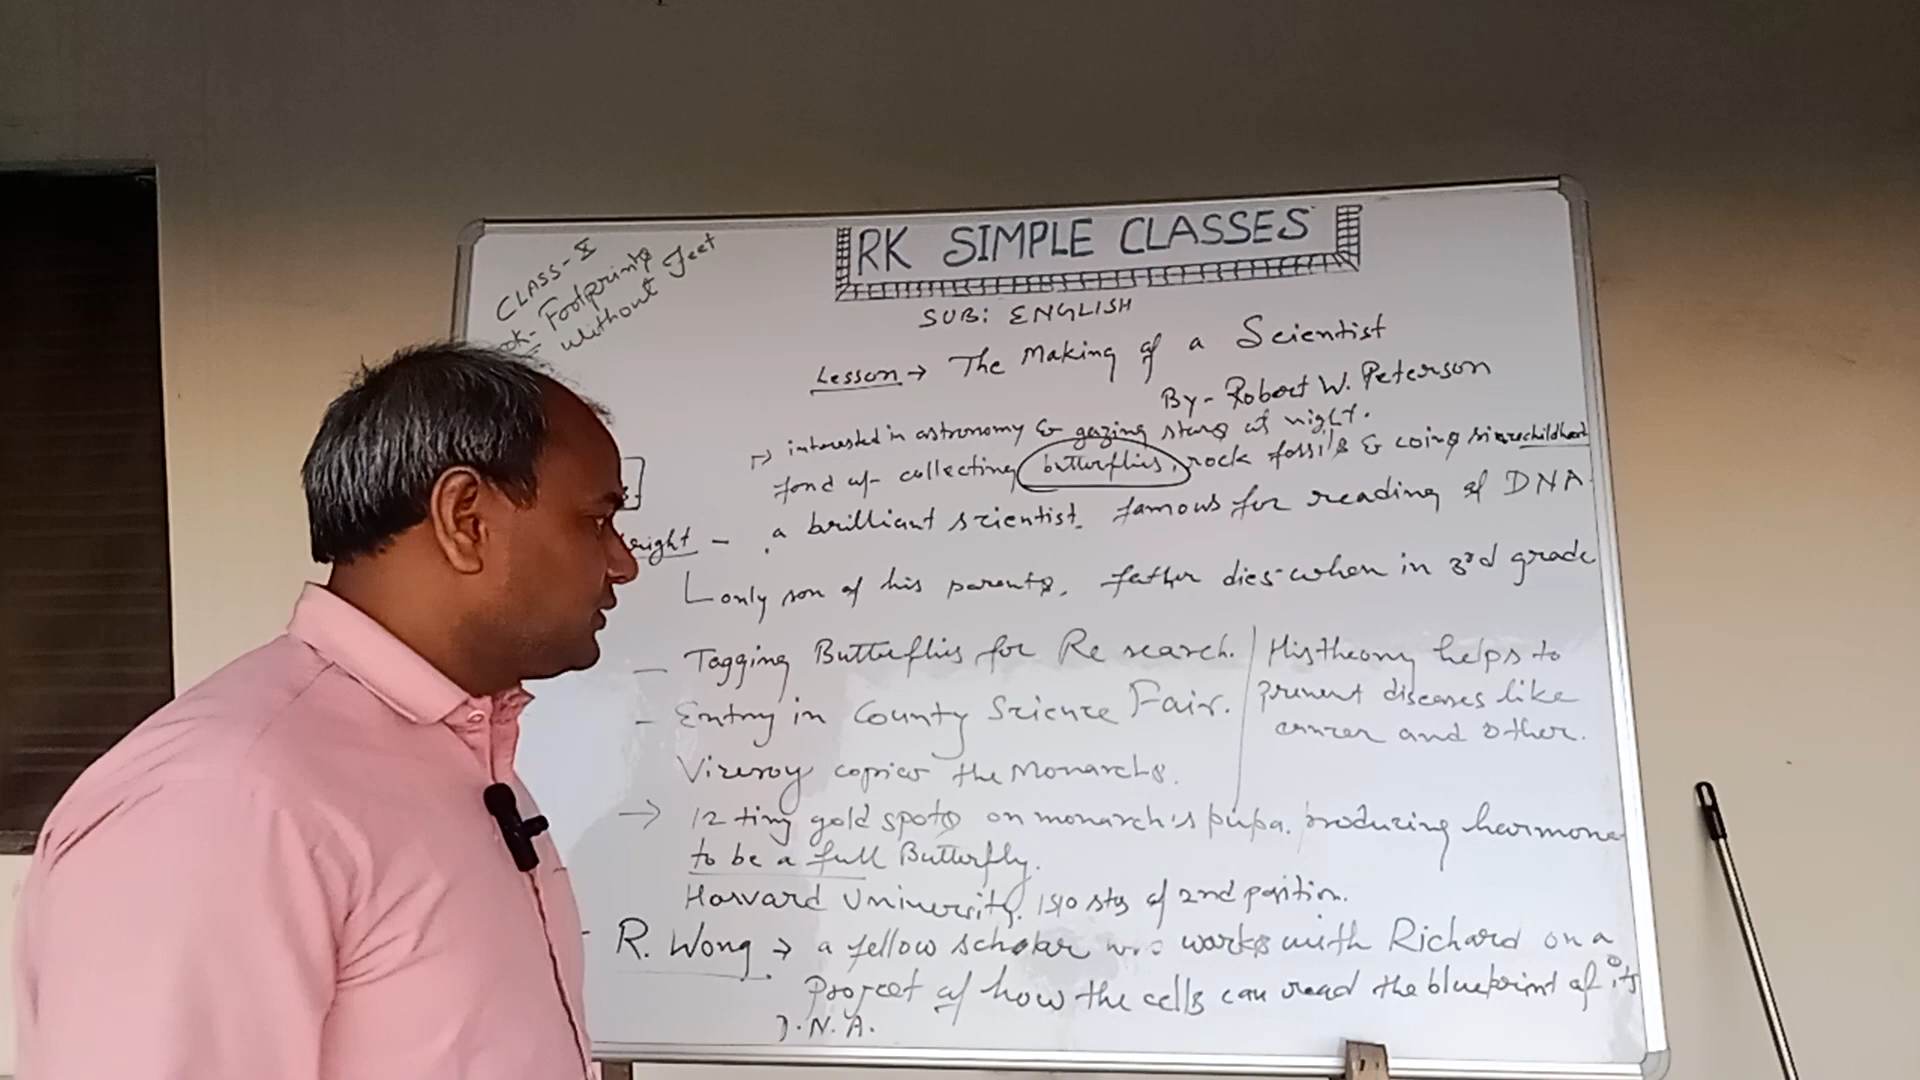 RK SIMPLE CLASSES
CLASS-X
ok- Footprints
without Feet
SUB: ENGLISH
Lesson → The Making of a Scientist
By - Robert W. Peterson
interested in astronomy & gazing stars at night.
fond of collecting butterflies, rock fossils & coins since childhood
right - a brilliant scientist famous for reading of DNA.
only son of his parents, father dies when in 3rd grade
- Tagging Butterflies for Research.
- Entry in County Science Fair.
Viceroy copies the Monarchs.
His theory helps to
prevent diseases like
cancer and other.
→ 12 tiny gold spots on monarch's pupa. producing hormone
to be a full Butterfly.
Harvard University. of 2nd position.
- R. Wong → a fellow scholar works with Richard on a
Project of how the cells can read the blueprint of its
D.N.A.